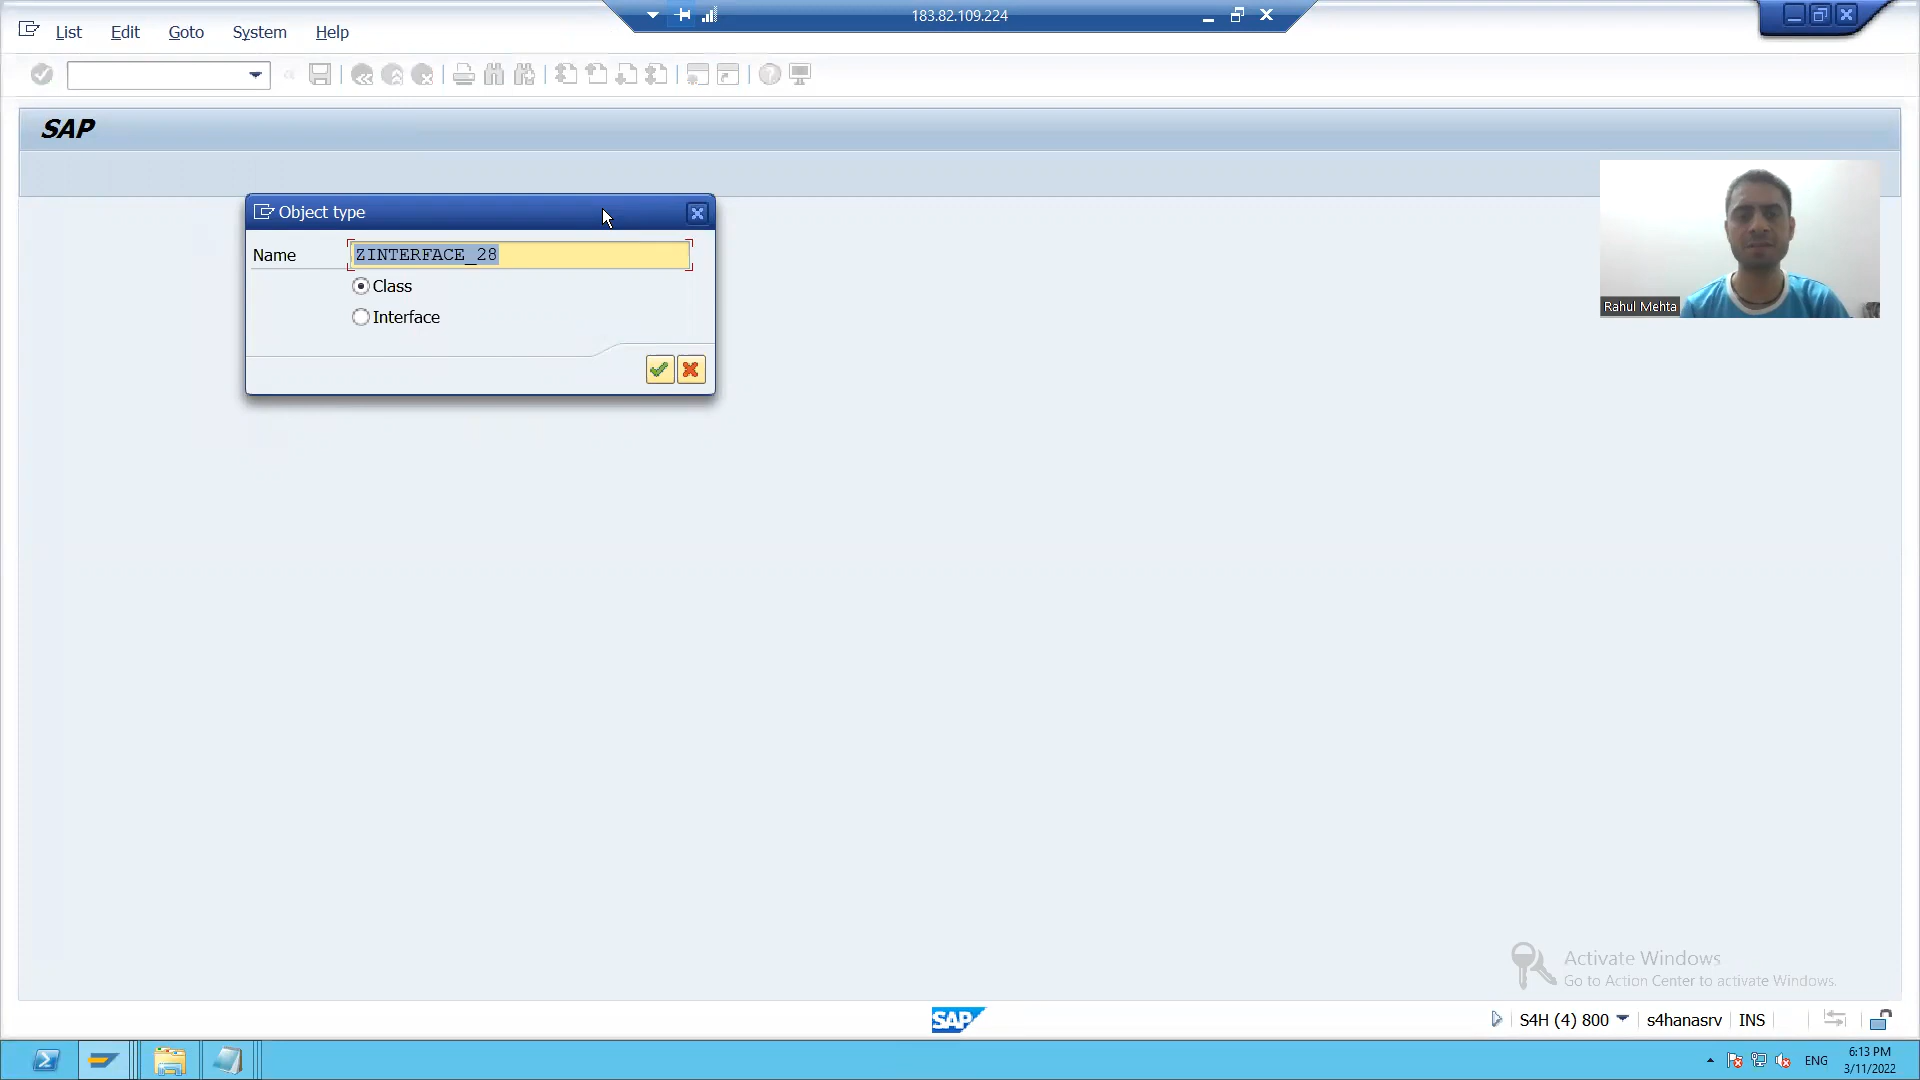 183.82.109.224
List Edit Goto System Help
SAP
Object type
Name ZINTERFACE_28
Class
Interface
Rahul Mehta
Activate Windows
Go to Action Center to activate Windows.
SAP
S4H (4) 800 s4hanasrv INS
ENG
6:13 PM
3/11/2022